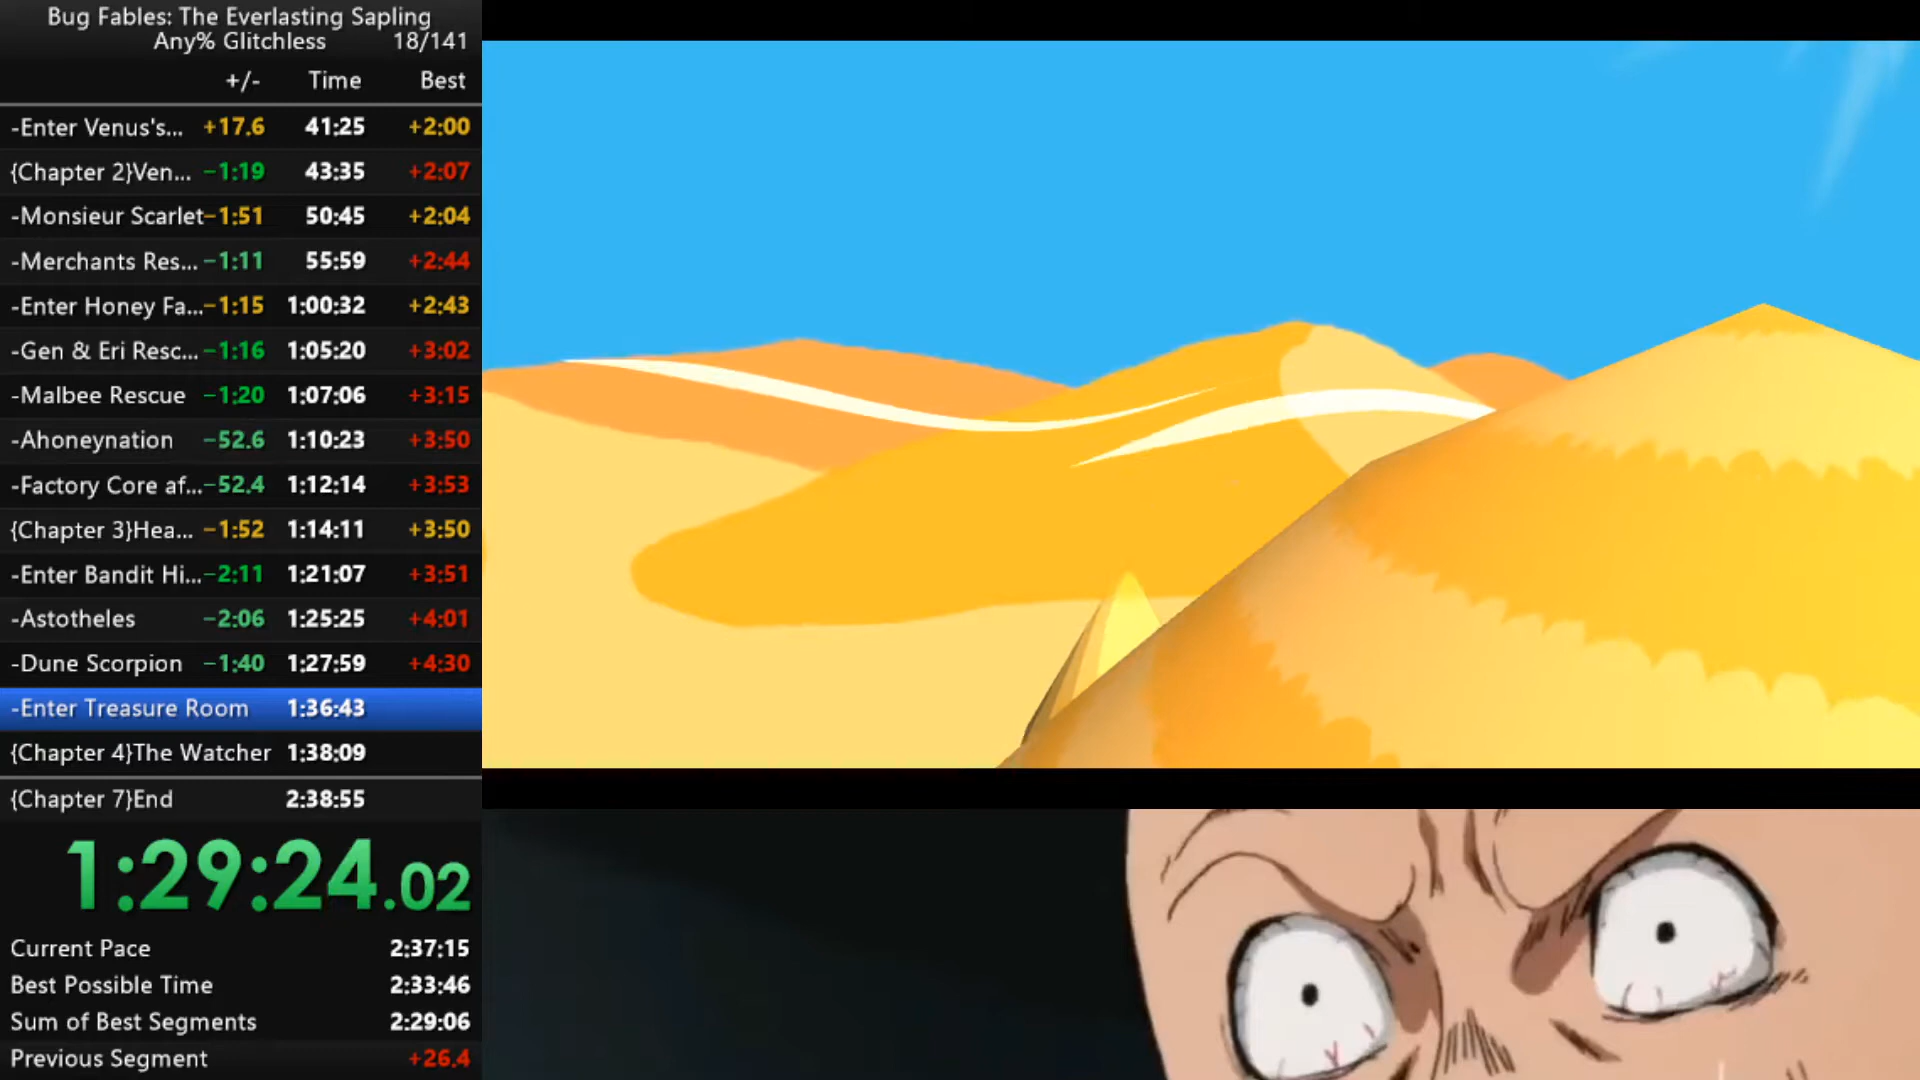 Bug Fables: The Everlasting Sapling
Any% Glitchless 18/141
+/- Time Best
-Enter Venus's... +17.6 41:25 +2:00
{Chapter 2}Ven... −1:19 43:35 +2:07
-Monsieur Scarlet −1:51 50:45 +2:04
-Merchants Res... −1:11 55:59 +2:44
-Enter Honey Fa... −1:15 1:00:32 +2:43
-Gen & Eri Resc... −1:16 1:05:20 +3:02
-Malbee Rescue −1:20 1:07:06 +3:15
-Ahoneynation −52.6 1:10:23 +3:50
-Factory Core af... −52.4 1:12:14 +3:53
{Chapter 3}Hea... −1:52 1:14:11 +3:50
-Enter Bandit Hi... −2:11 1:21:07 +3:51
-Astotheles −2:06 1:25:25 +4:01
-Dune Scorpion −1:40 1:27:59 +4:30
-Enter Treasure Room 1:36:43
{Chapter 4}The Watcher 1:38:09
{Chapter 7}End 2:38:55
1:29:24.02
Current Pace 2:37:15
Best Possible Time 2:33:46
Sum of Best Segments 2:29:06
Previous Segment +26.4